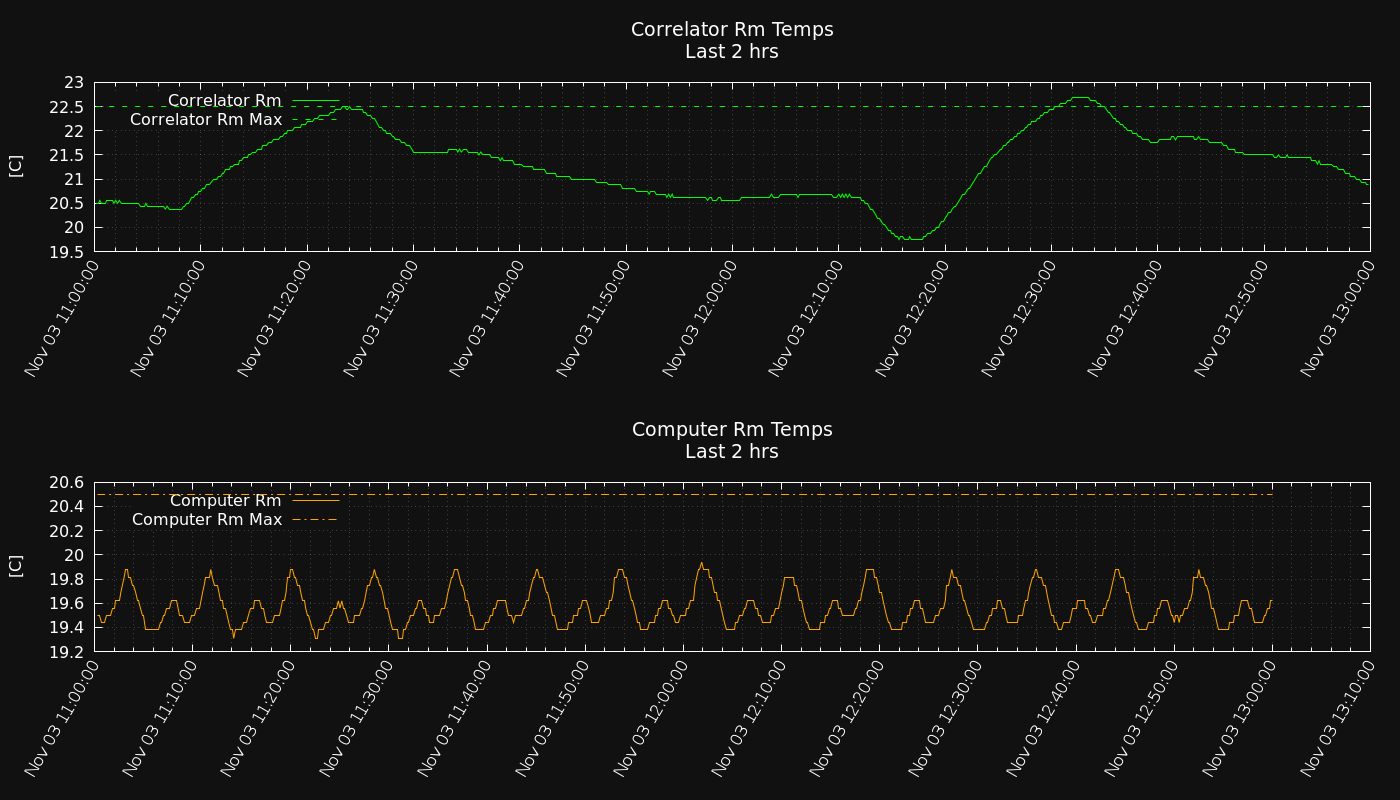 Correlator Rm Temps
Last 2 hrs
23
22.5
22
21.5
21
20.5
20
19.5
[C]
Correlator Rm
Correlator Rm Max
Nov 03 11:00:00
Nov 03 11:10:00
Nov 03 11:20:00
Nov 03 11:30:00
Nov 03 11:40:00
Nov 03 11:50:00
Nov 03 12:00:00
Nov 03 12:10:00
Nov 03 12:20:00
Nov 03 12:30:00
Nov 03 12:40:00
Nov 03 12:50:00
Nov 03 13:00:00
Computer Rm Temps
Last 2 hrs
20.6
20.4
20.2
20
19.8
19.6
19.4
19.2
[C]
Computer Rm
Computer Rm Max
Nov 03 11:00:00
Nov 03 11:10:00
Nov 03 11:20:00
Nov 03 11:30:00
Nov 03 11:40:00
Nov 03 11:50:00
Nov 03 12:00:00
Nov 03 12:10:00
Nov 03 12:20:00
Nov 03 12:30:00
Nov 03 12:40:00
Nov 03 12:50:00
Nov 03 13:00:00
Nov 03 13:10:00